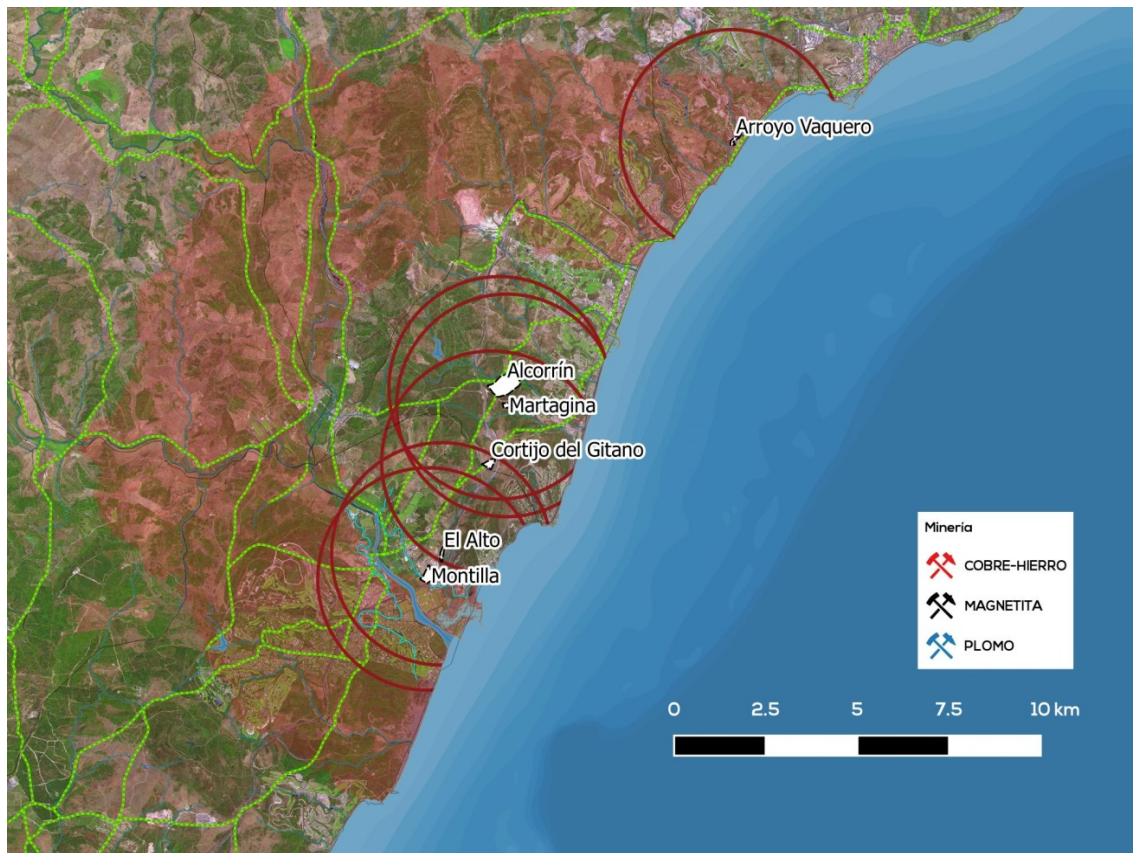 Arroyo Vaquero
Alcorrín
Martagina
Cortijo del Gitano
El Alto
Montilla
Minería
COBRE-HIERRO
MAGNETITA
PLOMO
0 2.5 5 7.5 10 km